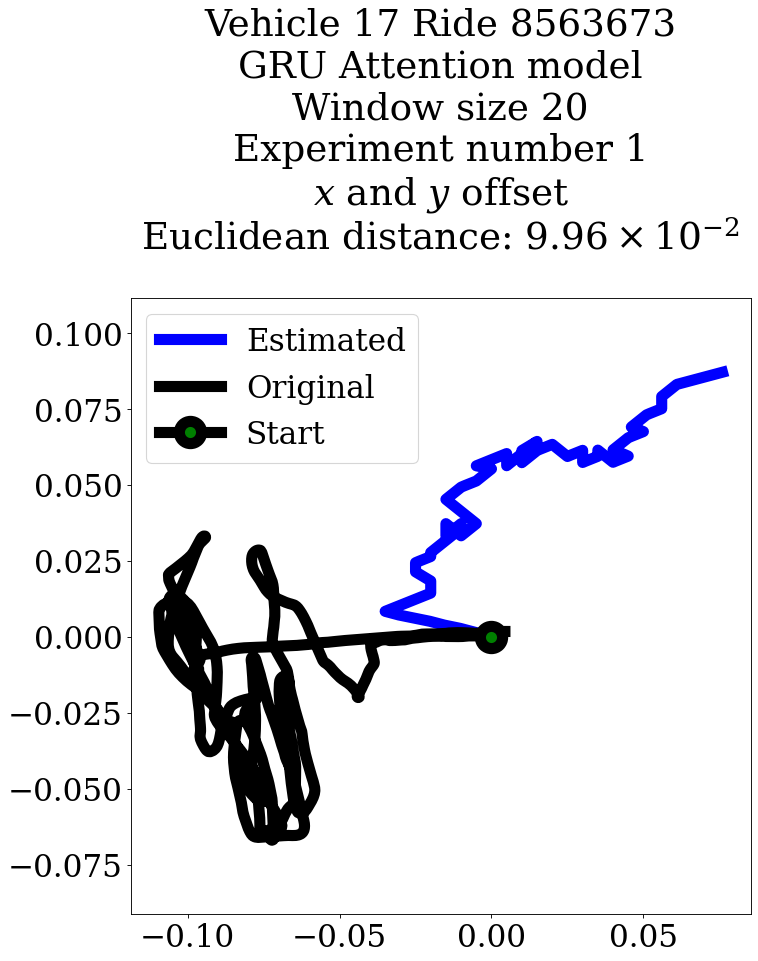 Vehicle 17 Ride 8563673
GRU Attention model
Window size 20
Experiment number 1
x and y offset
Euclidean distance: 9.96 × 10⁻²
Estimated
Original
Start
0.100
0.075
0.050
0.025
0.000
−0.025
−0.050
−0.075
−0.10 −0.05 0.00 0.05